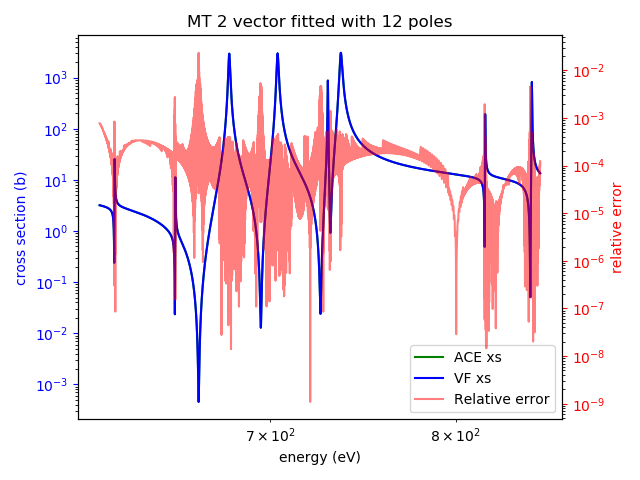 MT 2 vector fitted with 12 poles
cross section (b)
10³
10²
10¹
10⁰
10⁻¹
10⁻²
10⁻³
10⁻²
10⁻³
10⁻⁴
10⁻⁵
10⁻⁶
10⁻⁷
10⁻⁸
10⁻⁹
relative error
ACE xs
VF xs
Relative error
7 × 10² 8 × 10²
energy (eV)